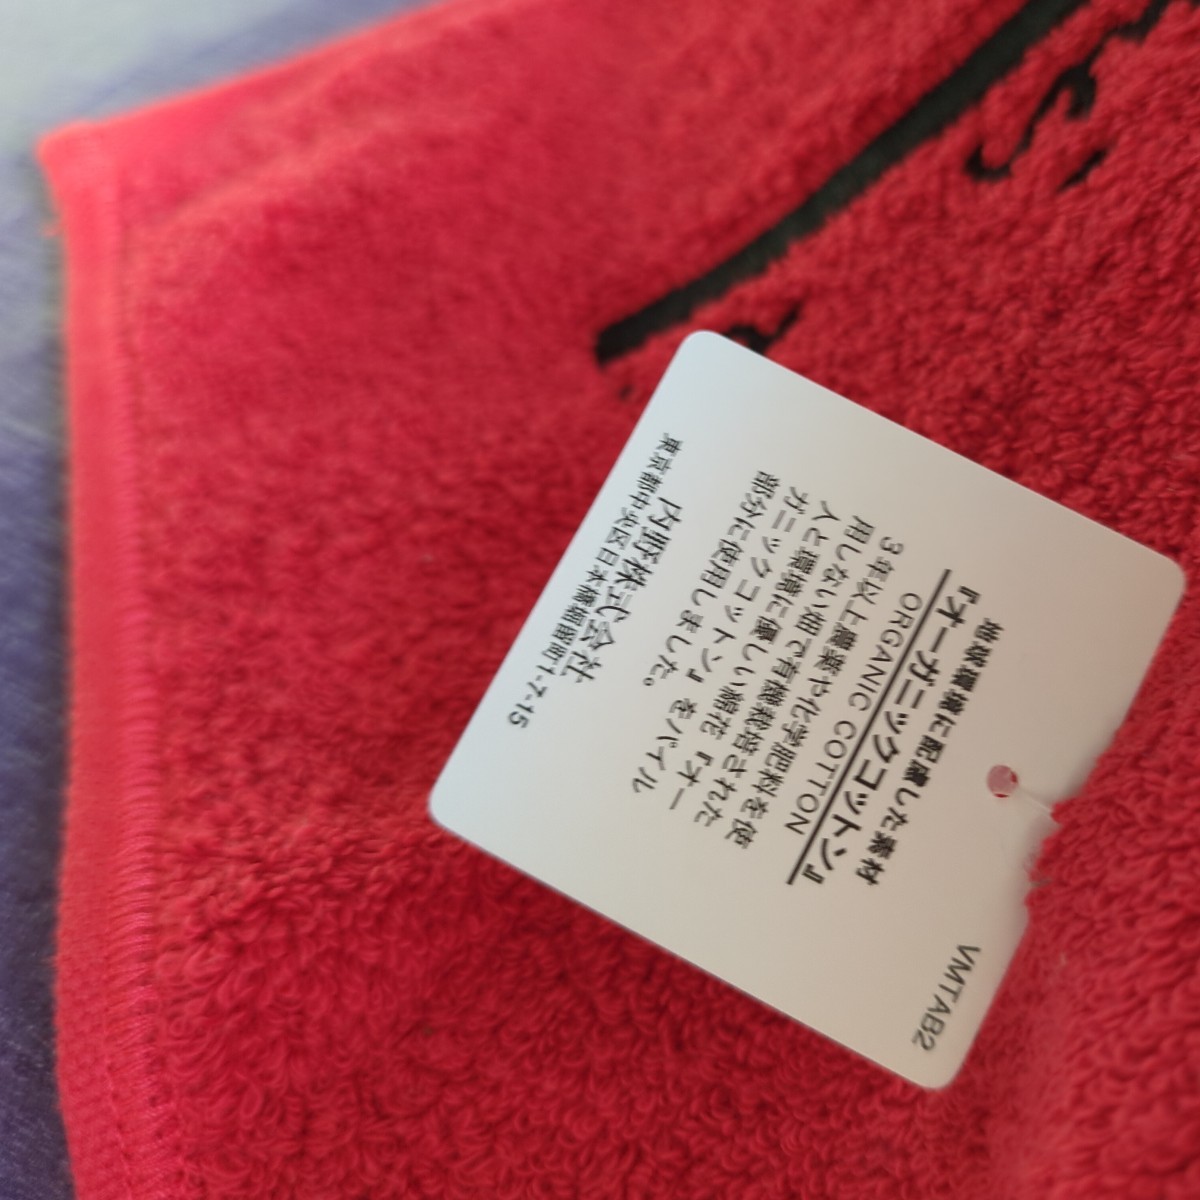 地球環境に配慮した素材
『オーガニックコットン』
ORGANIC COTTON
3年以上農薬や化学肥料を使
用しない畑で有機栽培された
人と環境に優しい綿花『オー
ガニックコットン』をパイル
部分に使用しました。
内野株式会社
東京都中央区日本橋堀留町1-7-15
VMTAB2